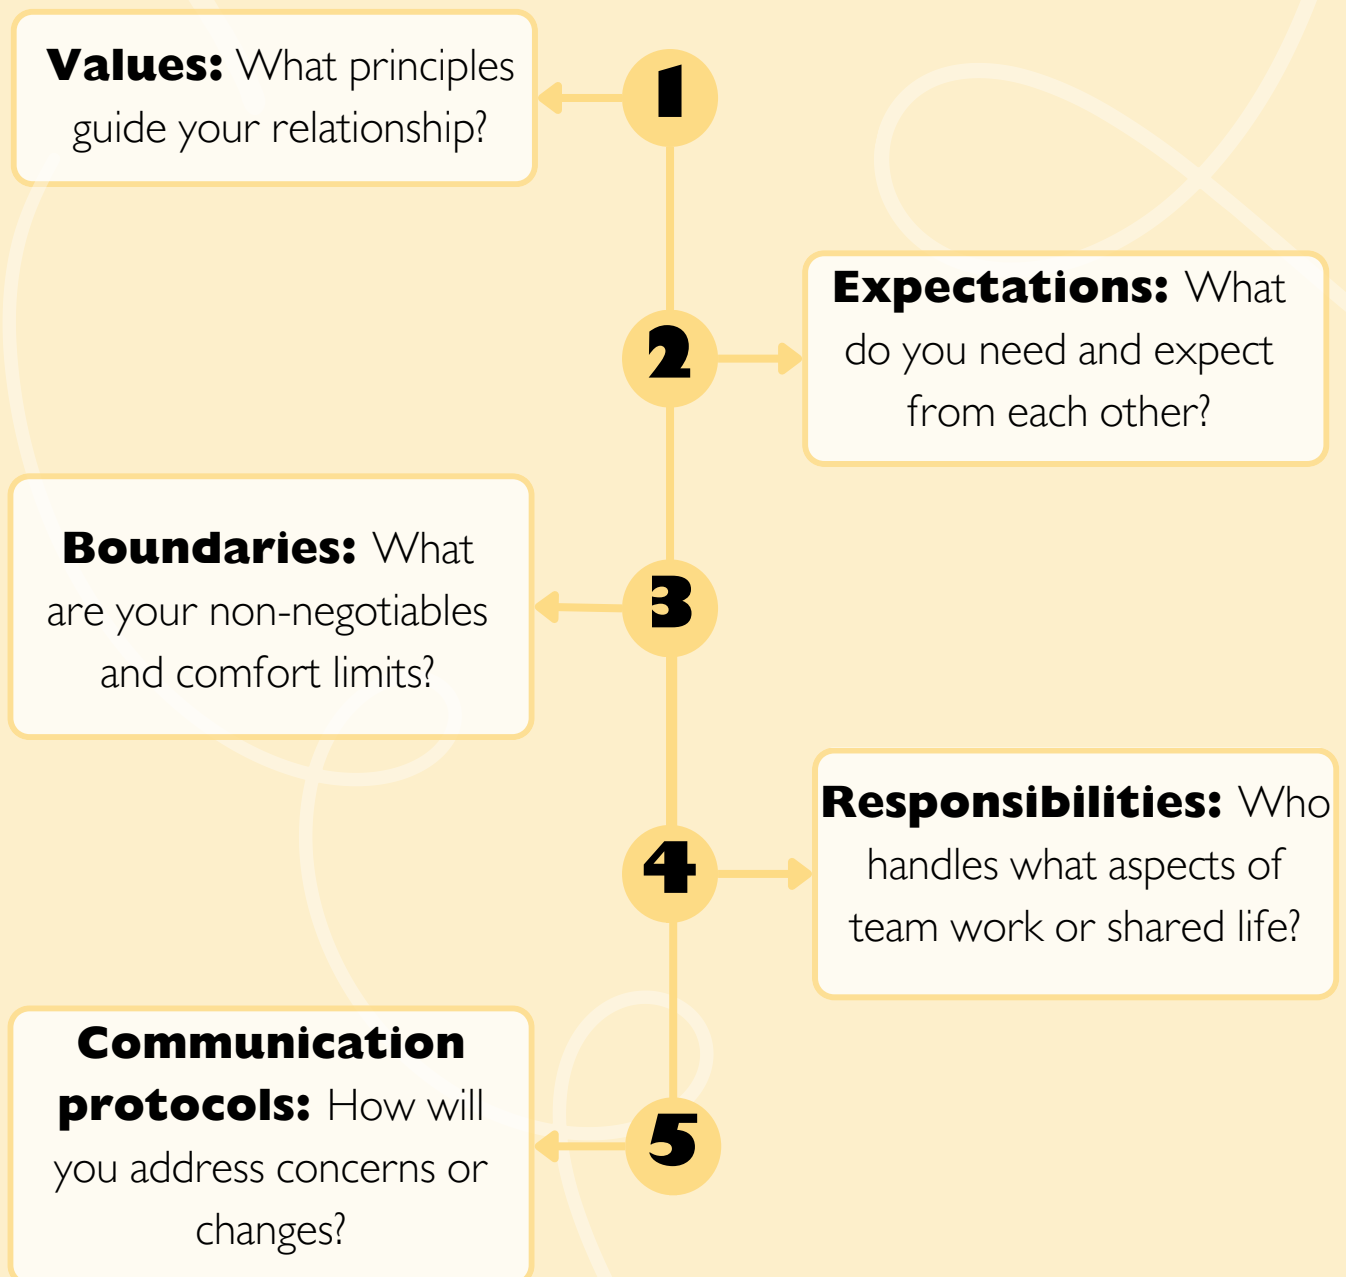 1
Values: What principles
guide your relationship?
2
Expectations: What
do you need and expect
from each other?
3
Boundaries: What
are your non-negotiables
and comfort limits?
4
Responsibilities: Who
handles what aspects of
team work or shared life?
5
Communication
protocols: How will
you address concerns or
changes?